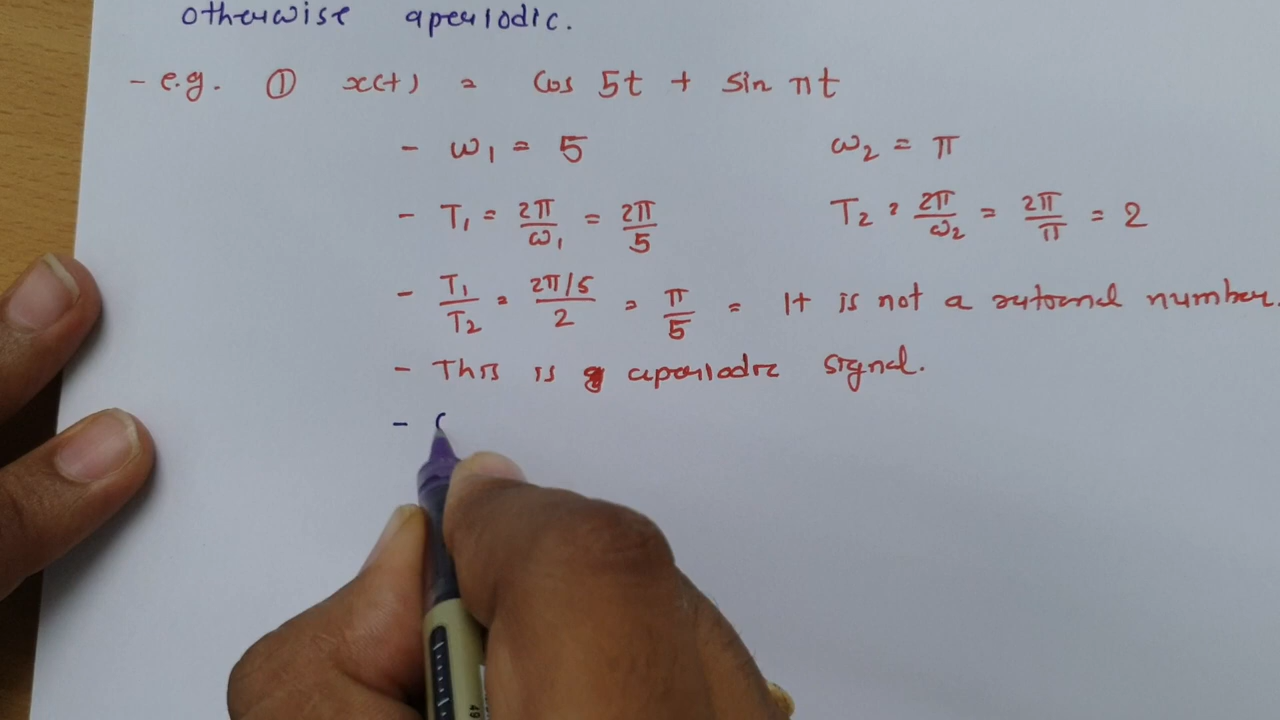 otherwise aperiodic.
- e.g. ① x(t) = Cos 5t + Sin πt
- ω₁ = 5 ω₂ = π
- T₁ = 2π/ω₁ = 2π/5 T₂ = 2π/ω₂ = 2π/π = 2
- T₁/T₂ = 2π/5/2 = π/5 = It is not a rational number.
- This is aperiodic signal.
-